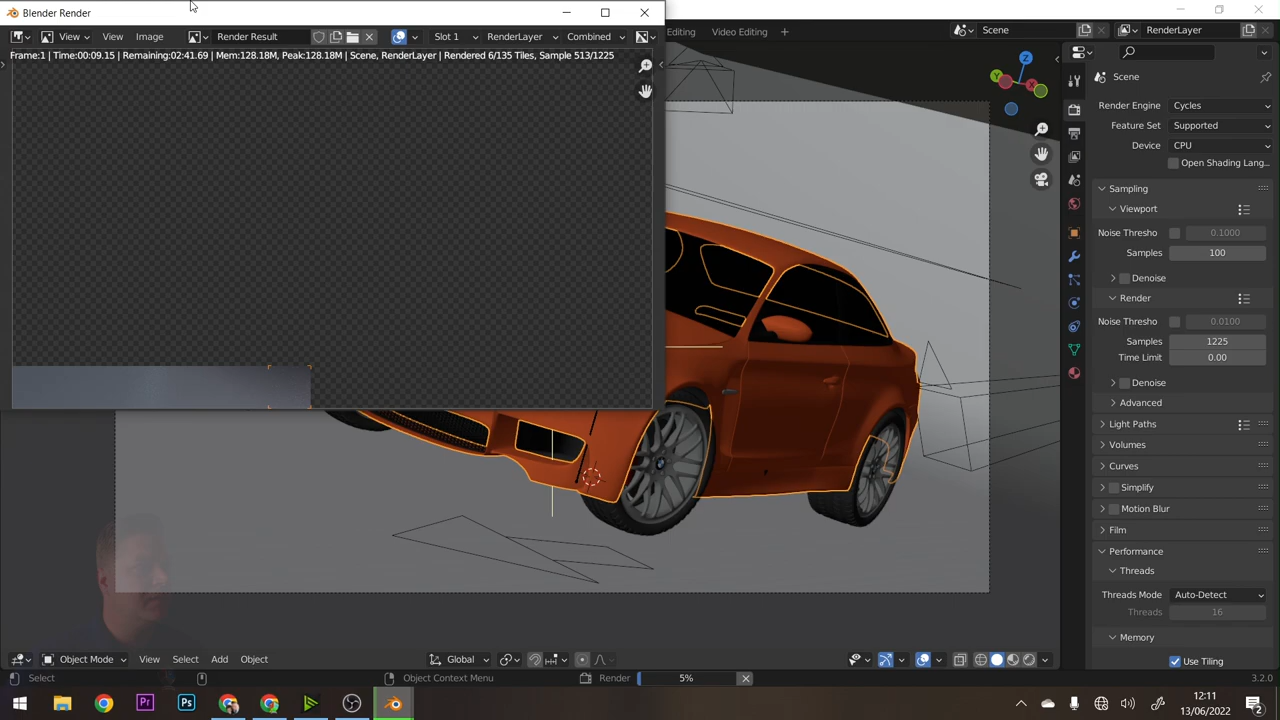 Blender Render
View View Image Render Result Slot 1 RenderLayer Combined
Frame:1 | Time:00:09.15 | Remaining:02:41.69 | Mem:128.18M, Peak:128.18M | Scene, RenderLayer | Rendered 6/135 Tiles, Sample 513/1225
Editing Video Editing + Scene RenderLayer
Z
Y
X
Scene
Render Engine Cycles
Feature Set Supported
Device CPU
Open Shading Lang...
Sampling
Viewport
Noise Thresho 0.1000
Samples 100
Denoise
Render
Noise Thresho 0.0100
Samples 1225
Time Limit 0.00
Denoise
Advanced
Light Paths
Volumes
Curves
Simplify
Motion Blur
Film
Performance
Threads
Threads Mode Auto-Detect
Threads 16
Memory
Use Tiling
Object Mode View Select Add Object Global
Select Object Context Menu Render 5% 3.2.0
Pr Ps
12:11
13/06/2022
2